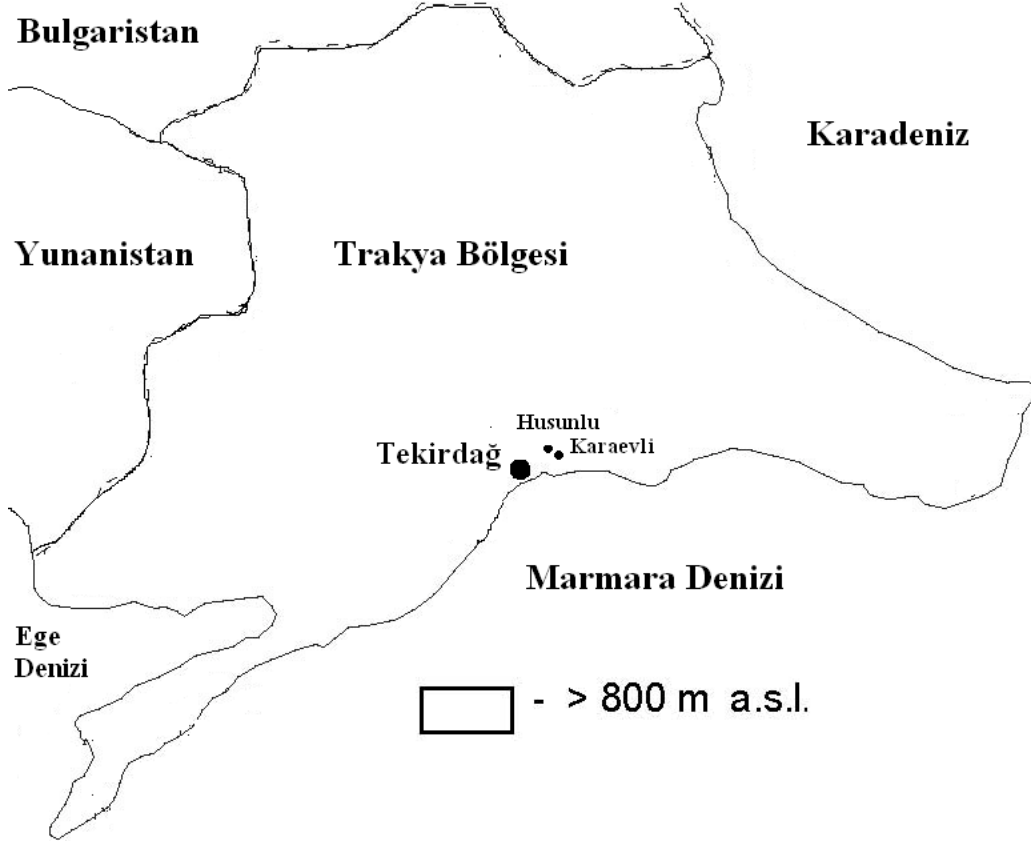 Bulgaristan
Karadeniz
Yunanistan
Trakya Bölgesi
Husunlu
Tekirdağ
Karaevli
Marmara Denizi
Ege
Denizi
- > 800 m a.s.l.